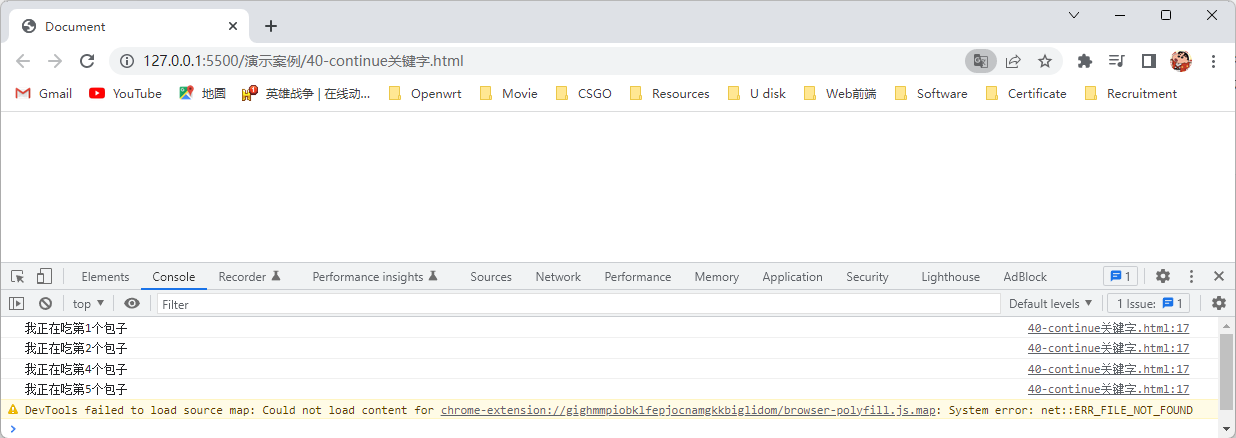 Document
127.0.0.1:5500/演示案例/40-continue关键字.html
Gmail YouTube 地图 英雄战争 | 在线动... Openwrt Movie CSGO Resources U disk Web前端 Software Certificate Recruitment
Elements Console Recorder Performance insights Sources Network Performance Memory Application Security Lighthouse AdBlock 1
top Filter Default levels 1 Issue: 1
我正在吃第1个包子 40-continue关键字.html:17
我正在吃第2个包子 40-continue关键字.html:17
我正在吃第4个包子 40-continue关键字.html:17
我正在吃第5个包子 40-continue关键字.html:17
DevTools failed to load source map: Could not load content for chrome-extension://gighmmpiobklfepjocnamgkkbiglidom/browser-polyfill.js.map: System error: net::ERR_FILE_NOT_FOUND